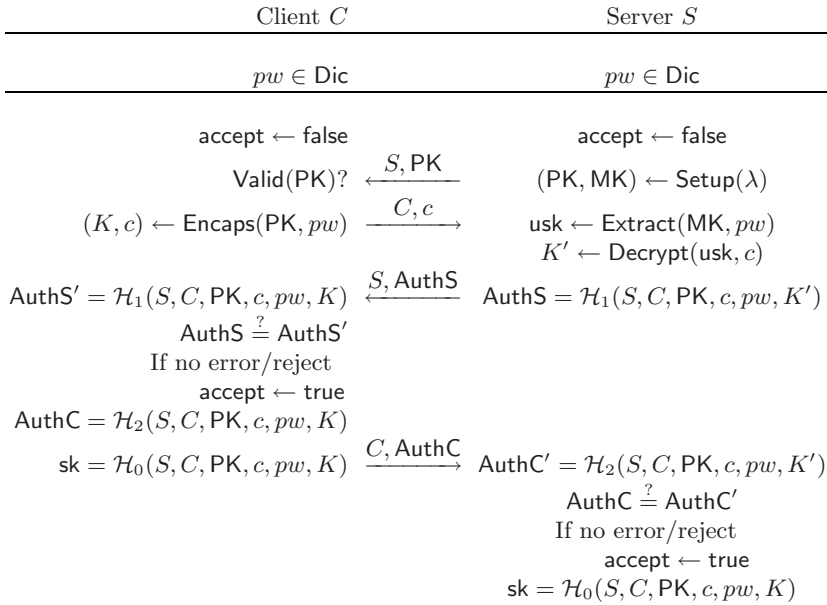 Client C Server S
pw ∈ Dic pw ∈ Dic
accept ← false accept ← false
Valid(PK)? S, PK (PK, MK) ← Setup(λ)
(K, c) ← Encaps(PK, pw) C, c usk ← Extract(MK, pw)
K′ ← Decrypt(usk, c)
AuthS′ = H₁(S, C, PK, c, pw, K) S, AuthS AuthS = H₁(S, C, PK, c, pw, K′)
AuthS ≟ AuthS′
If no error/reject
accept ← true
AuthC = H₂(S, C, PK, c, pw, K)
sk = H₀(S, C, PK, c, pw, K) C, AuthC AuthC′ = H₂(S, C, PK, c, pw, K′)
AuthC ≟ AuthC′
If no error/reject
accept ← true
sk = H₀(S, C, PK, c, pw, K)